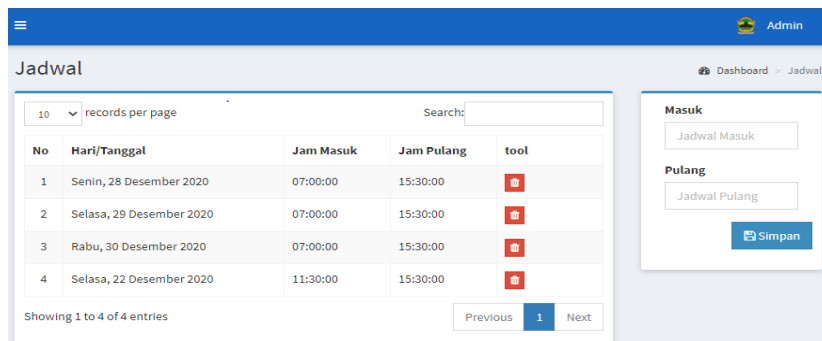 Admin
Jadwal
Dashboard > Jadwal
10 records per page
Search:
No Hari/Tanggal Jam Masuk Jam Pulang tool
1 Senin, 28 Desember 2020 07:00:00 15:30:00
2 Selasa, 29 Desember 2020 07:00:00 15:30:00
3 Rabu, 30 Desember 2020 07:00:00 15:30:00
4 Selasa, 22 Desember 2020 11:30:00 15:30:00
Showing 1 to 4 of 4 entries
Previous 1 Next
Masuk
Jadwal Masuk
Pulang
Jadwal Pulang
Simpan